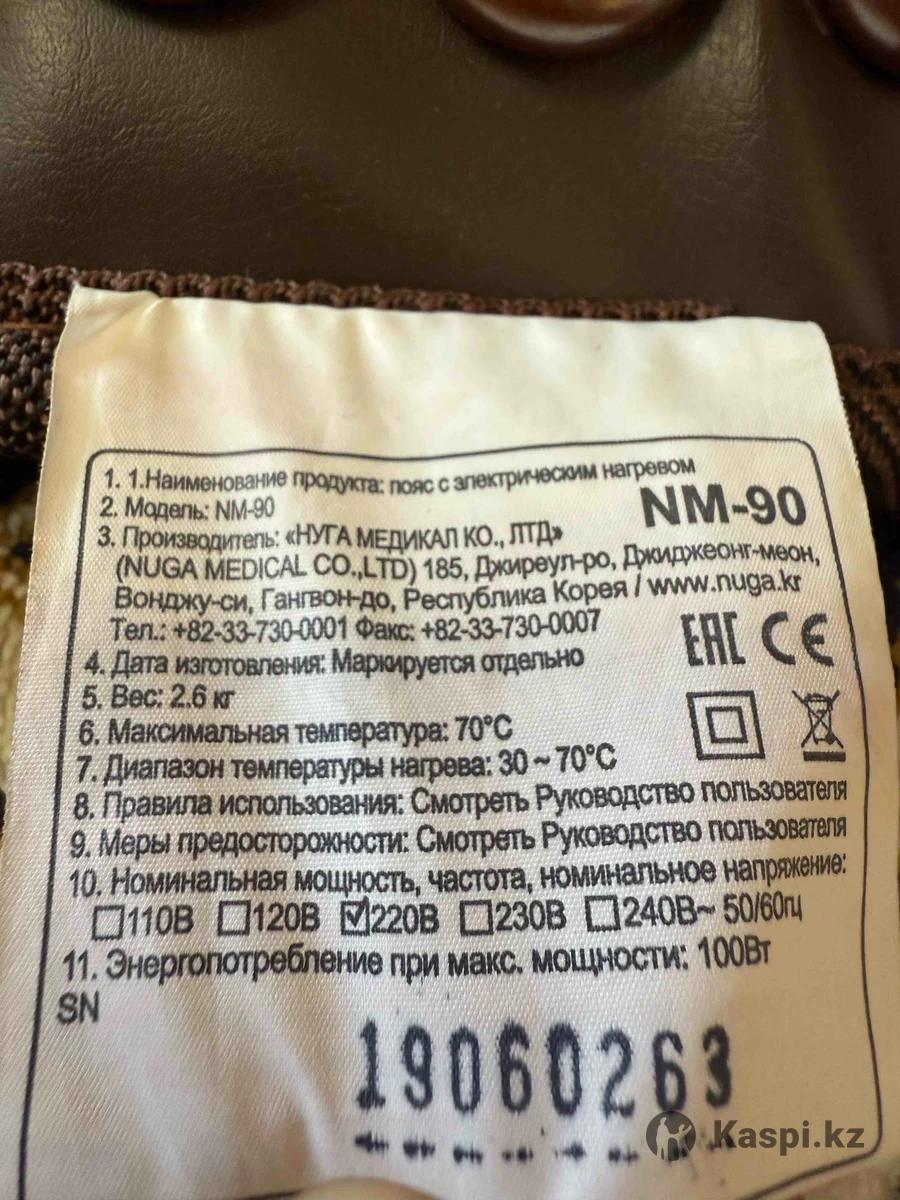 1. 1.Наименование продукта: пояс с электрическим нагревом
2. Модель: NM-90
NM-90
3. Производитель: «НУГА МЕДИКАЛ КО., ЛТД»
(NUGA MEDICAL CO.,LTD) 185, Джиреул-ро, Джиджеонг-меон,
Вонджу-си, Гангвон-до, Республика Корея / www.nuga.kr
Тел.: +82-33-730-0001 Факс: +82-33-730-0007
EAC CE
4. Дата изготовления: Маркируется отдельно
5. Вес: 2.6 кг
6. Максимальная температура: 70°C
7. Диапазон температуры нагрева: 30 ~ 70°C
8. Правила использования: Смотреть Руководство пользователя
9. Меры предосторожности: Смотреть Руководство пользователя
10. Номинальная мощность, частота, номинальное напряжение:
☐110В ☐120В ☑220В ☐230В ☐240В~ 50/60гц
11. Энергопотребление при макс. мощности: 100Вт
SN
19060263
Kaspi.kz